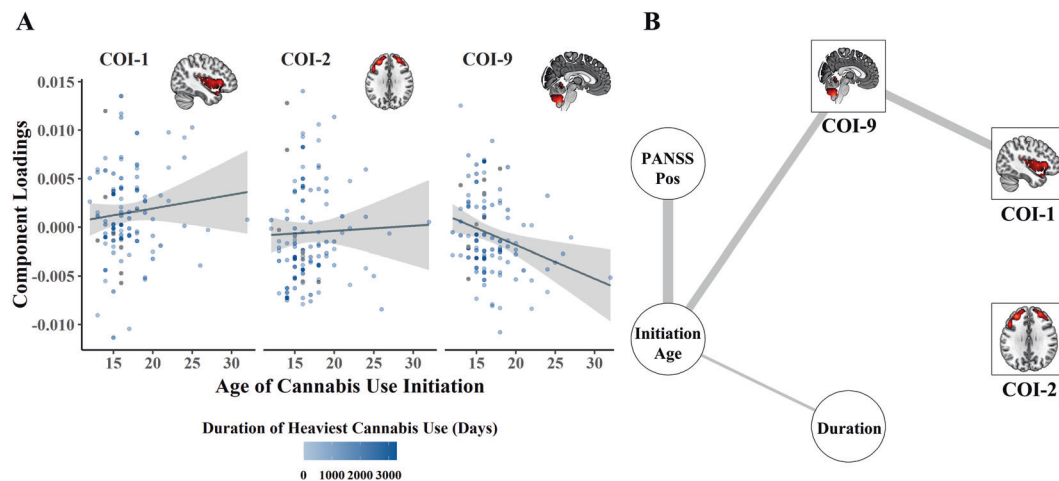 A
B
COI-1
COI-2
COI-9
0.015
0.010
0.005
0.000
-0.005
-0.010
Component Loadings
15 20 25 30
15 20 25 30
15 20 25 30
Age of Cannabis Use Initiation
Duration of Heaviest Cannabis Use (Days)
0 1000 2000 3000
COI-9
PANSS
Pos
COI-1
Initiation
Age
COI-2
Duration